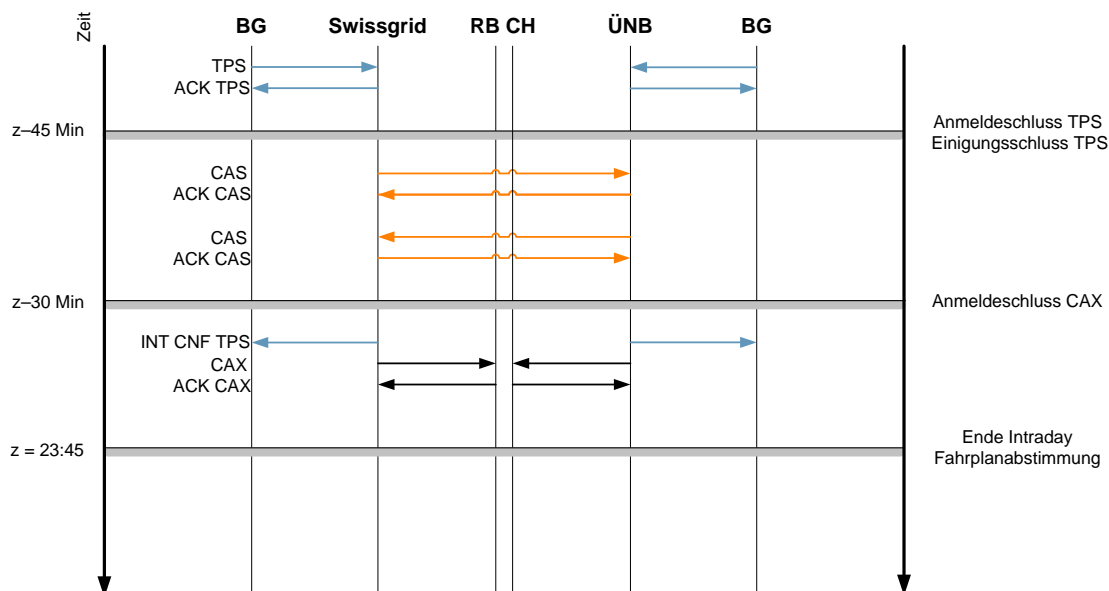 Zeit
BG Swissgrid RB CH ÜNB BG
TPS
ACK TPS
z–45 Min
Anmeldeschluss TPS
Einigungsschluss TPS
CAS
ACK CAS
CAS
ACK CAS
z–30 Min
Anmeldeschluss CAX
INT CNF TPS
CAX
ACK CAX
z = 23:45
Ende Intraday
Fahrplanabstimmung